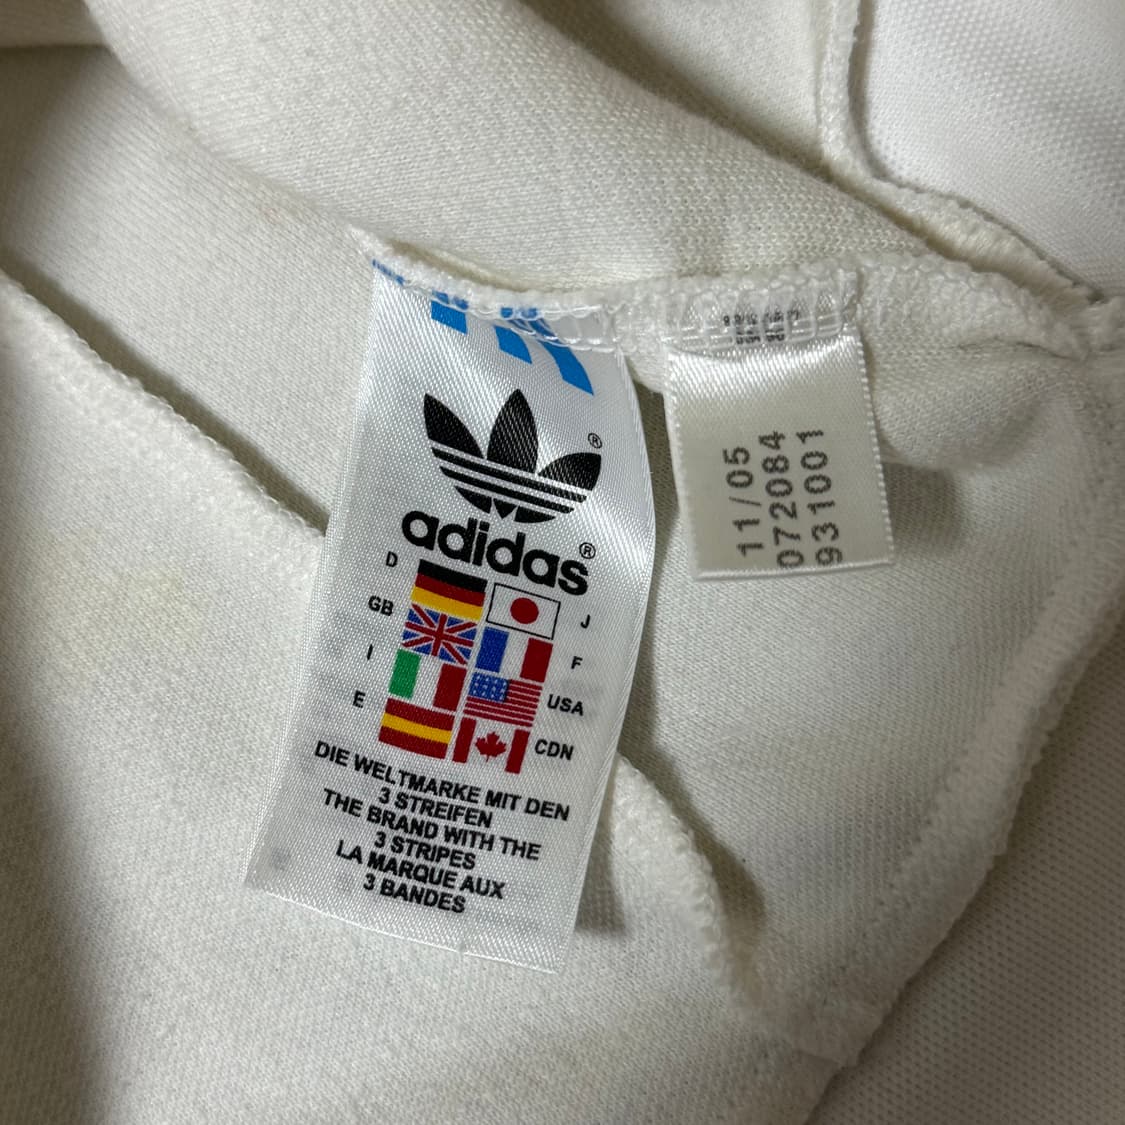 ®
adidas®
D
J
GB
F
I
USA
E
CDN
DIE WELTMARKE MIT DEN
3 STREIFEN
THE BRAND WITH THE
3 STRIPES
LA MARQUE AUX
3 BANDES
11/05
072084
931001